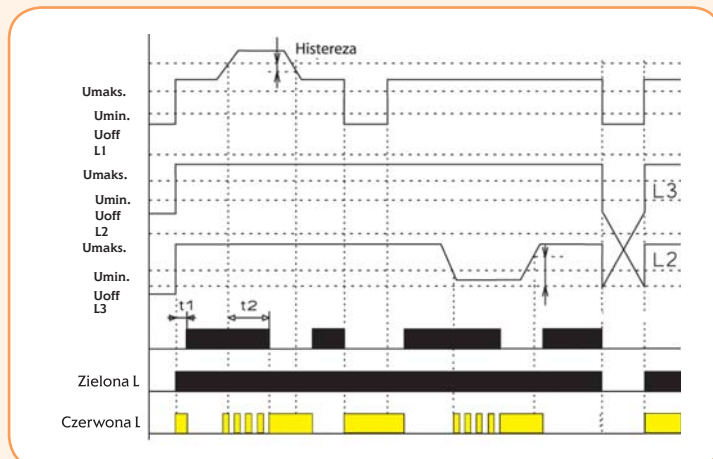 Histereza
Umaks.
Umin.
Uoff
L1
Umaks.
Umin.
Uoff
L2
L3
Umaks.
Umin.
L2
Uoff
L3
t1
t2
Zielona L
Czerwona L